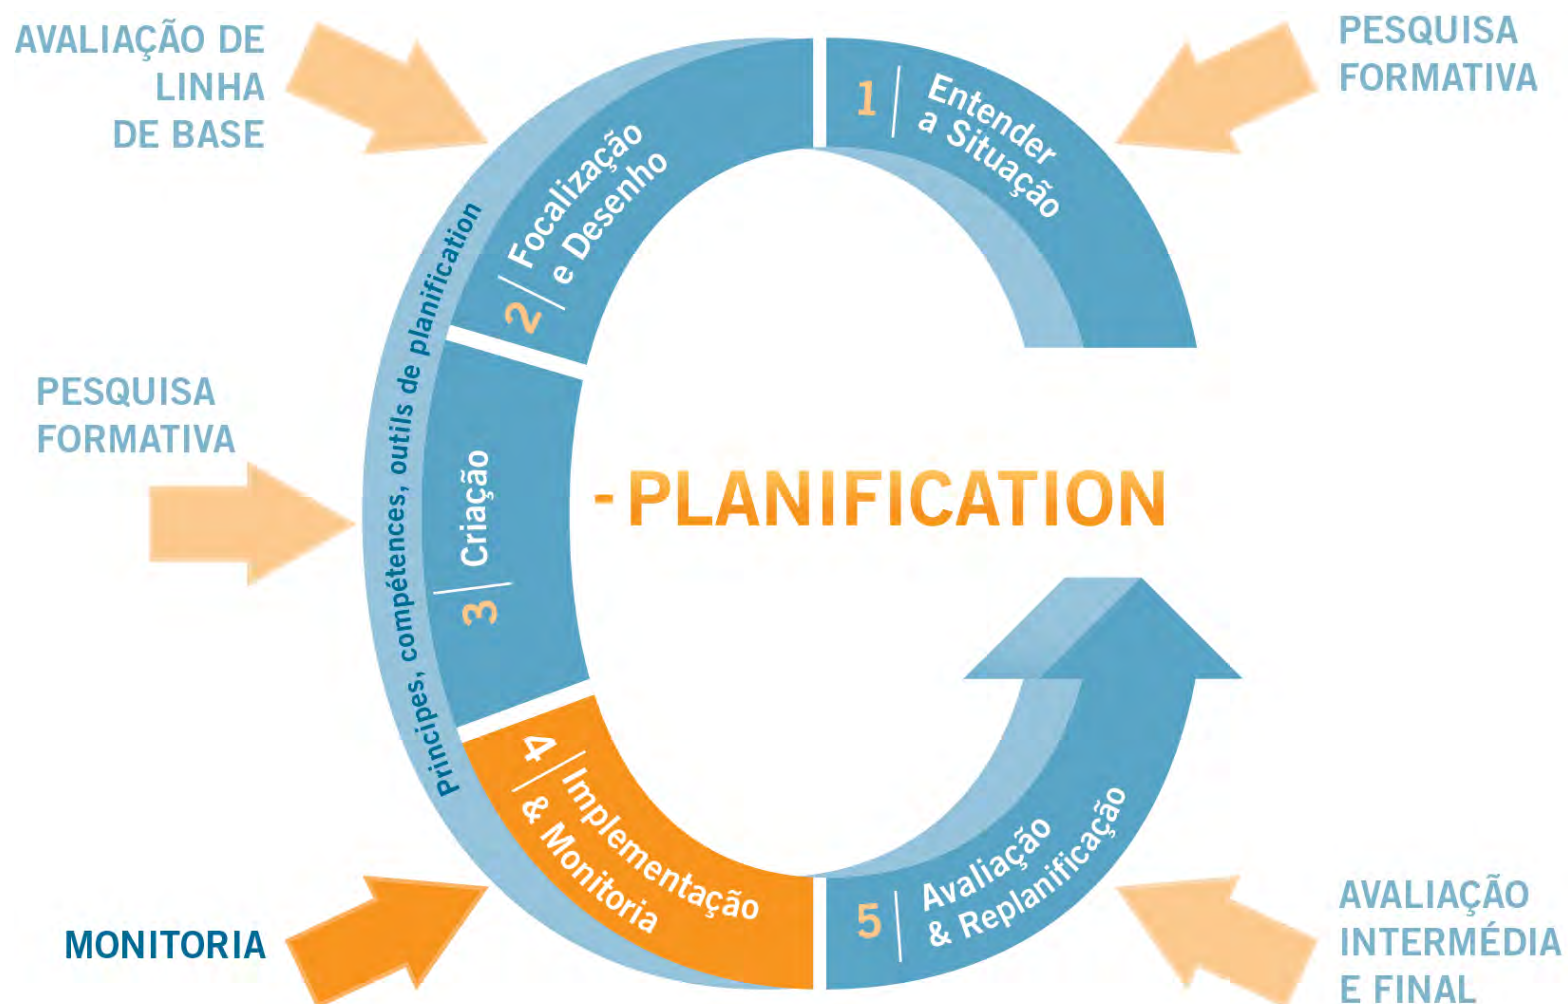 AVALIAÇÃO DE
LINHA
DE BASE
PESQUISA
FORMATIVA
1
Entender
a Situação
2
Focalização
e Desenho
Principes, compétences, outils de planification
PESQUISA
FORMATIVA
3
Criação
- PLANIFICATION
4
Implementação
& Monitoria
MONITORIA
5
Avaliação
& Replanificação
AVALIAÇÃO
INTERMÉDIA
E FINAL